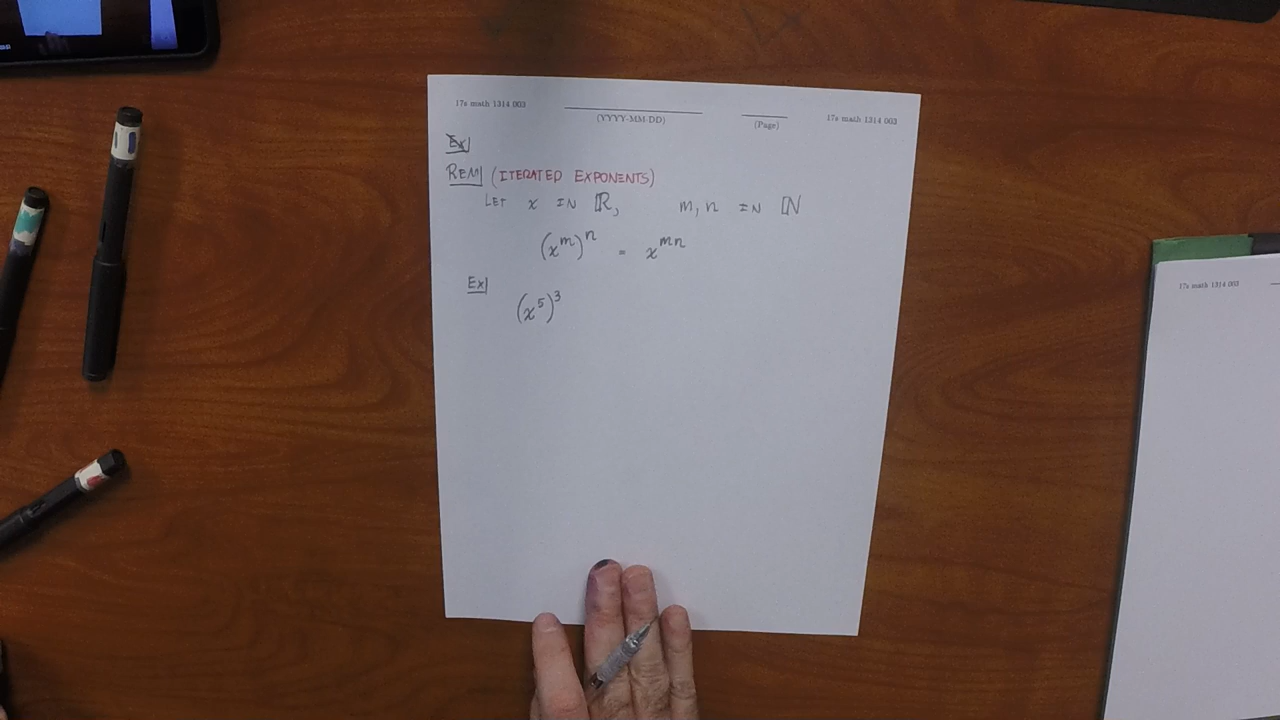 17s math 1314 003 (YYYY-MM-DD) (Page) 17s math 1314 003
Ex
REM (ITERATED EXPONENTS)
LET x IN ℝ, m, n IN ℕ
(x^m)^n = x^{mn}
Ex
(x^5)^3
17s math 1314 003